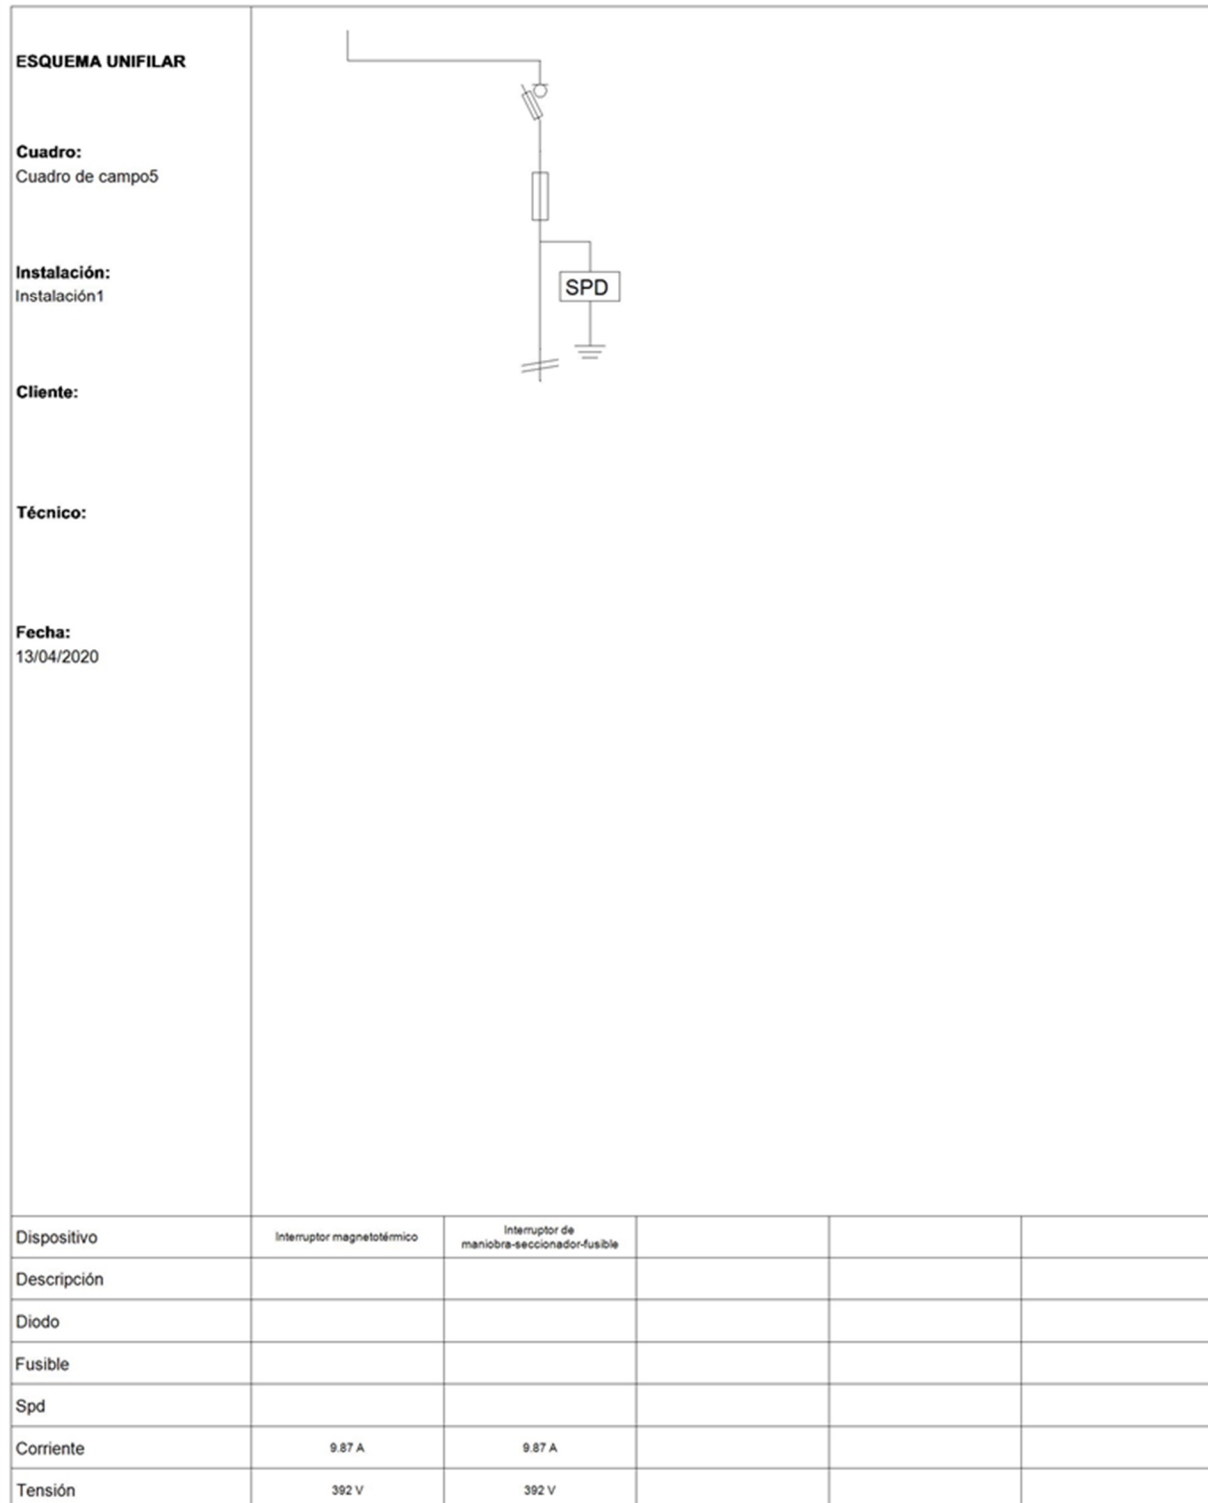 ESQUEMA UNIFILAR
Cuadro:
Cuadro de campo5
Instalación:
Instalación1
SPD
Cliente:
Técnico:
Fecha:
13/04/2020
Dispositivo
Interruptor magnetotérmico
Interruptor de
maniobra-seccionador-fusible
Descripción
Diodo
Fusible
Spd
Corriente
9.87 A
9.87 A
Tensión
392 V
392 V